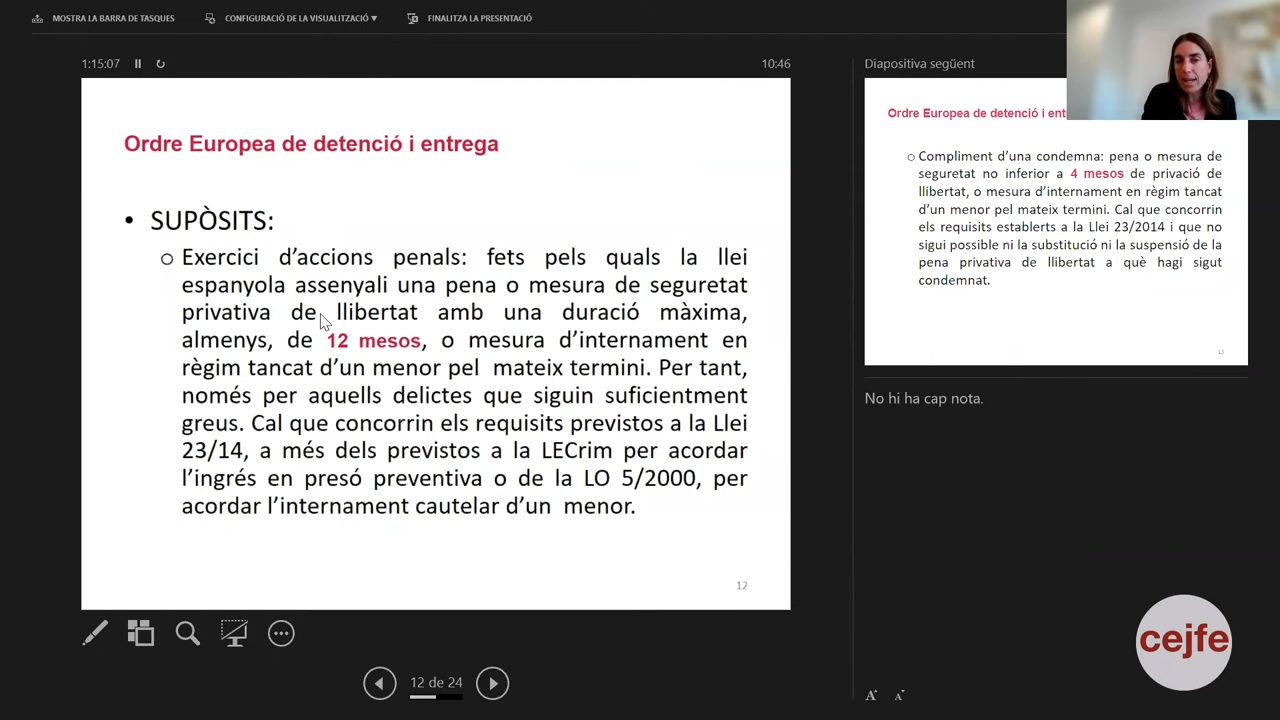 MOSTRA LA BARRA DE TASQUES
CONFIGURACIÓ DE LA VISUALITZACIÓ ▼
FINALITZA LA PRESENTACIÓ
1:15:07
10:46
Ordre Europea de detenció i entrega
• SUPÒSITS:
Exercici d’accions penals: fets pels quals la llei
espanyola assenyali una pena o mesura de seguretat
privativa de llibertat amb una duració màxima,
almenys, de 12 mesos, o mesura d’internament en
règim tancat d’un menor pel mateix termini. Per tant,
només per aquells delictes que siguin suficientment
greus. Cal que concorrin els requisits previstos a la Llei
23/14, a més dels previstos a la LECrim per acordar
l’ingrés en presó preventiva o de la LO 5/2000, per
acordar l’internament cautelar d’un menor.
12
12 de 24
Diapositiva següent
Ordre Europea de detenció i ent
Compliment d’una condemna: pena o mesura de
seguretat no inferior a 4 mesos de privació de
llibertat, o mesura d’internament en règim tancat
d’un menor pel mateix termini. Cal que concorrin
els requisits establerts a la Llei 23/2014 i que no
sigui possible ni la substitució ni la suspensió de la
pena privativa de llibertat a què hagi sigut
condemnat.
13
No hi ha cap nota.
cejfe
A A